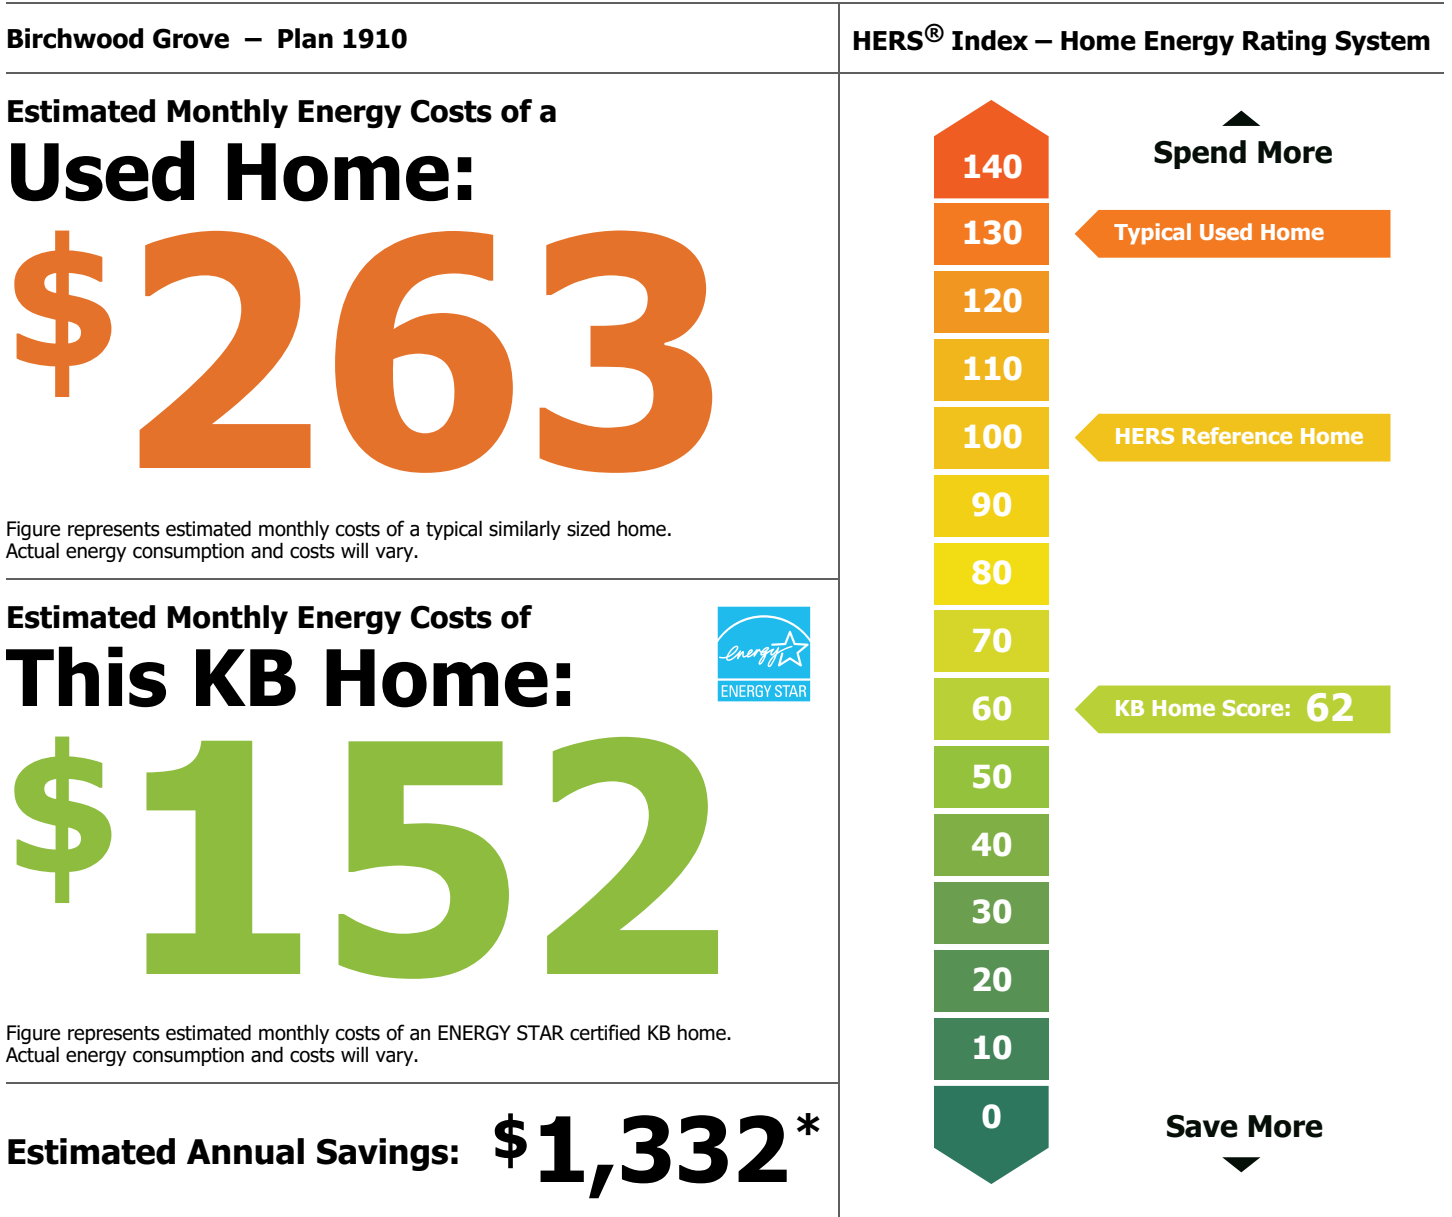 Birchwood Grove – Plan 1910
Estimated Monthly Energy Costs of a
Used Home:
$263
Figure represents estimated monthly costs of a typical similarly sized home.
Actual energy consumption and costs will vary.
Estimated Monthly Energy Costs of
This KB Home:
energy
ENERGY STAR
$152
Figure represents estimated monthly costs of an ENERGY STAR certified KB home.
Actual energy consumption and costs will vary.
Estimated Annual Savings: $1,332*
HERS® Index – Home Energy Rating System
Spend More
140
130 Typical Used Home
120
110
100 HERS Reference Home
90
80
70
60 KB Home Score: 62
50
40
30
20
10
0
Save More